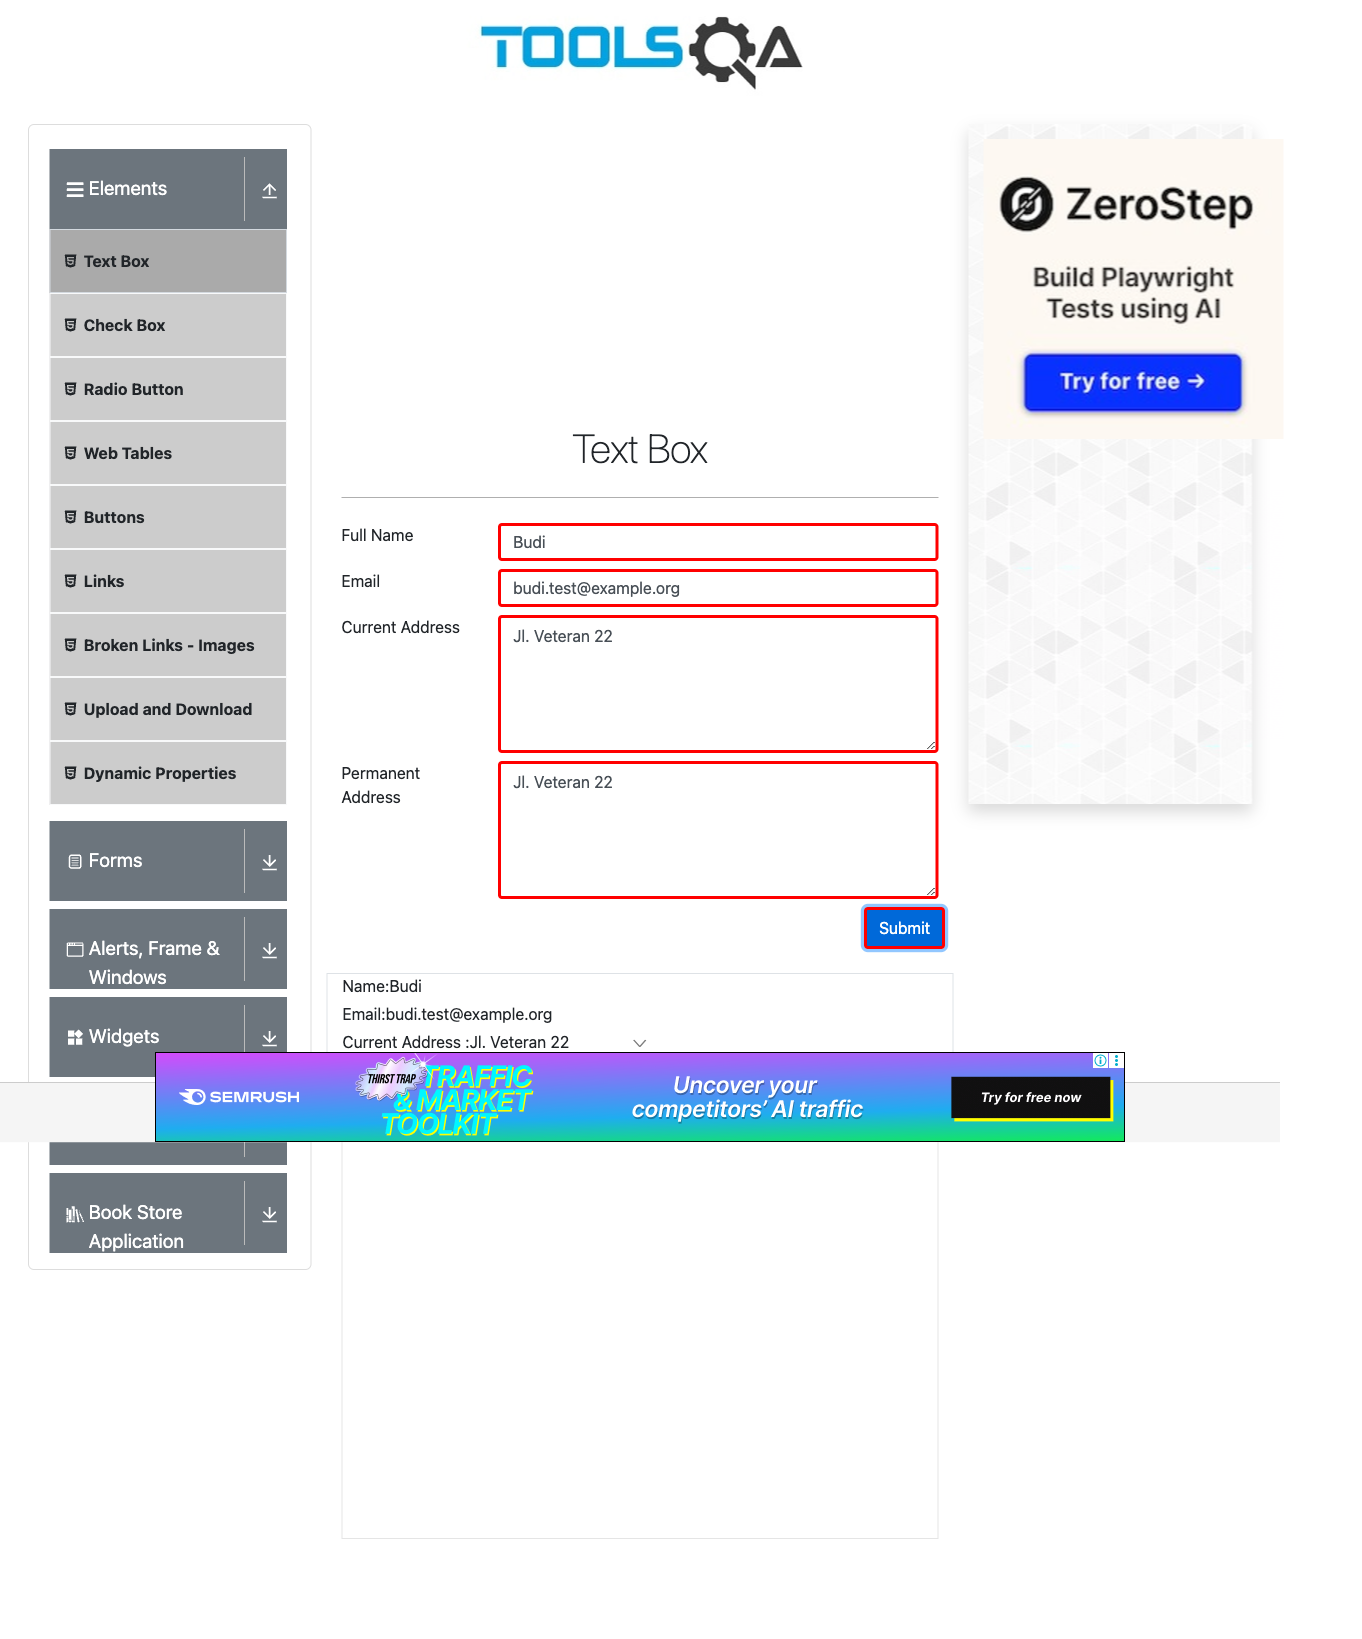 TOOLSQA
Elements
Text Box
Check Box
Radio Button
Web Tables
Buttons
Links
Broken Links - Images
Upload and Download
Dynamic Properties
Forms
Alerts, Frame &
Windows
Widgets
Book Store
Application
Text Box
Full Name
Budi
Email
budi.test@example.org
Current Address
Jl. Veteran 22
Permanent
Address
Jl. Veteran 22
Submit
Name:Budi
Email:budi.test@example.org
Current Address :Jl. Veteran 22
ZeroStep
Build Playwright
Tests using AI
Try for free →
SEMRUSH
THIRST TRAP
TRAFFIC
& MARKET
TOOLKIT
Uncover your
competitors' AI traffic
Try for free now